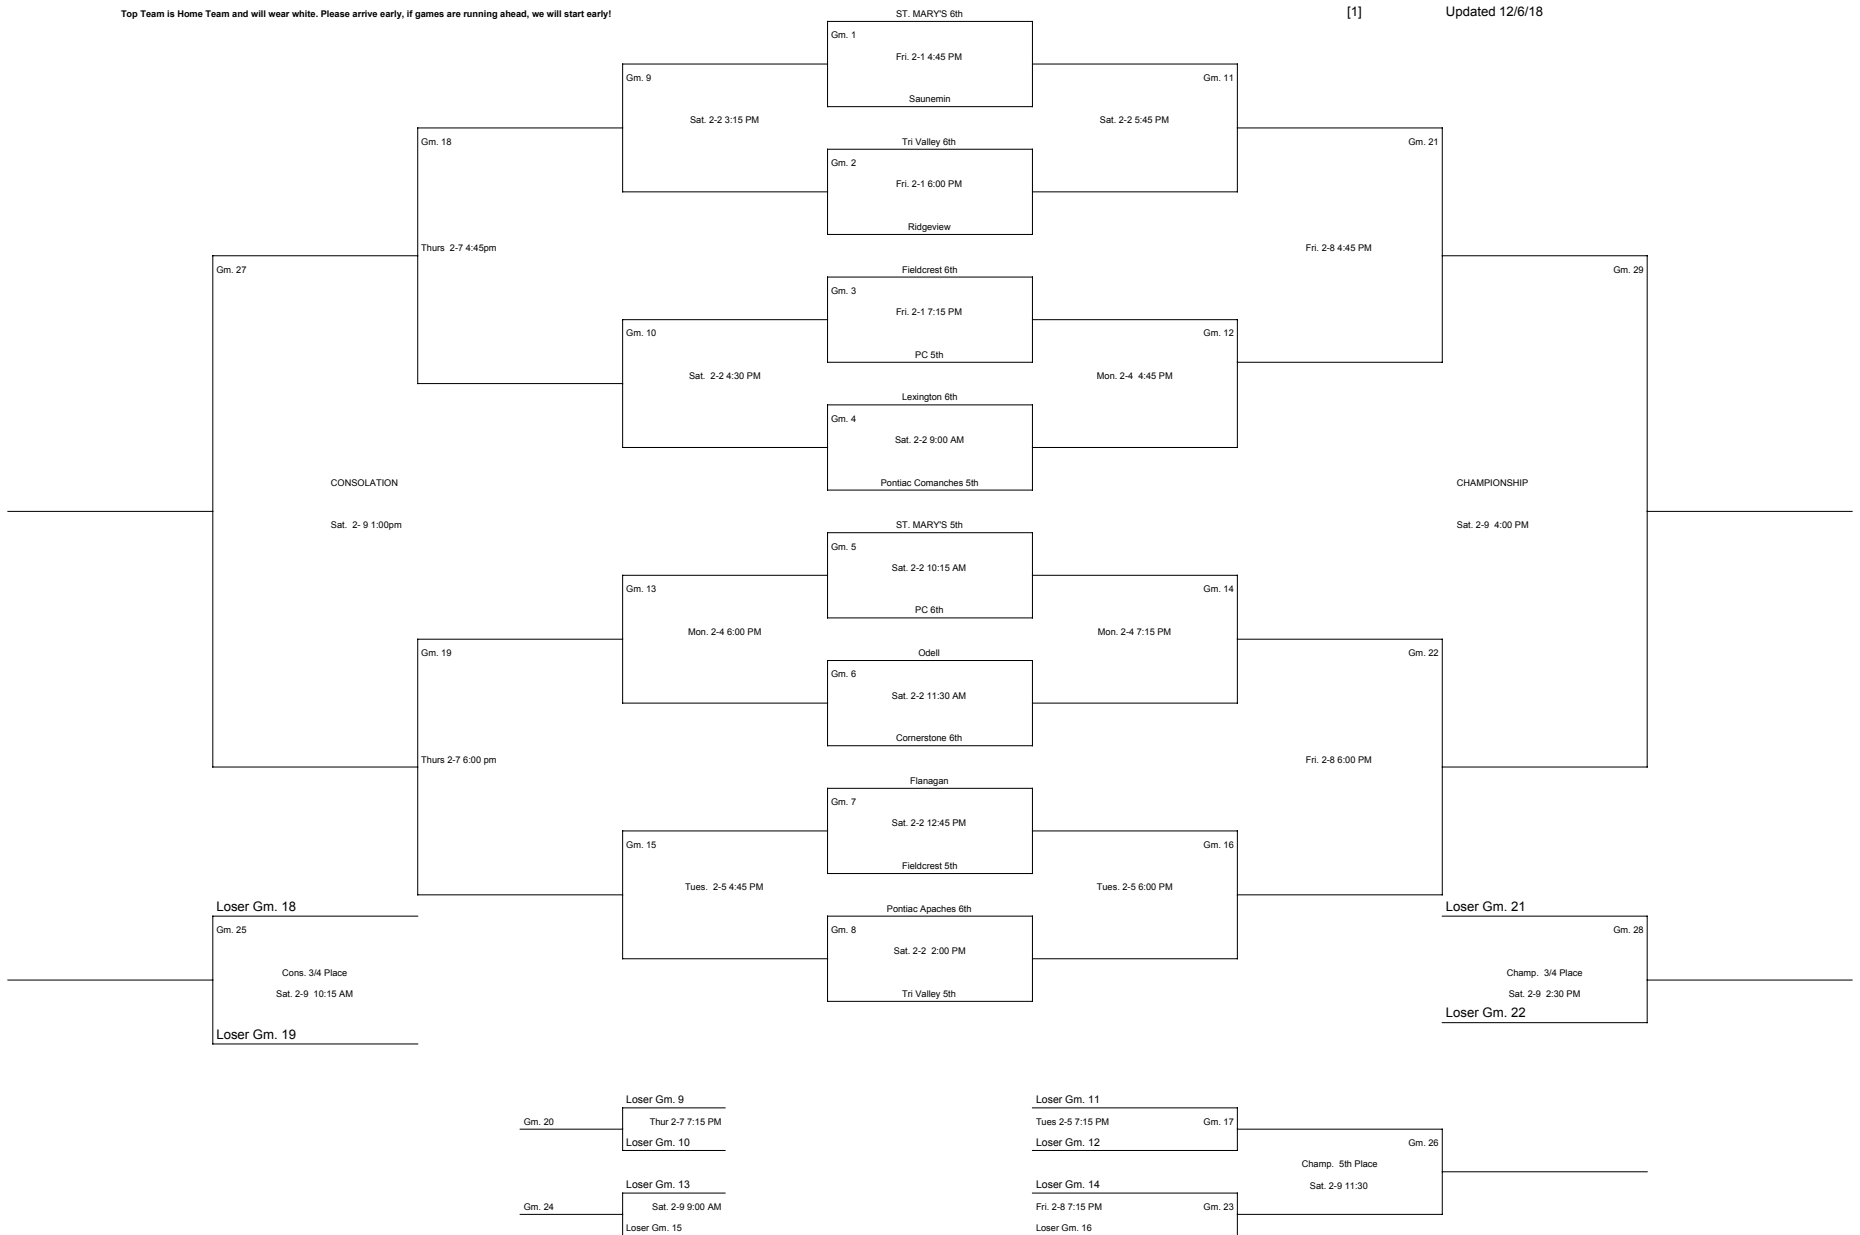 Top Team is Home Team and will wear white. Please arrive early, if games are running ahead, we will start early!
ST. MARY'S 6th
[1]
Updated 12/6/18
Gm. 1
Fri. 2-1 4:45 PM
Gm. 9
Gm. 11
Saunemin
Sat. 2-2 3:15 PM
Sat. 2-2 5:45 PM
Gm. 18
Tri Valley 6th
Gm. 21
Gm. 2
Fri. 2-1 6:00 PM
Ridgeview
Thurs 2-7 4:45pm
Fri. 2-8 4:45 PM
Gm. 27
Fieldcrest 6th
Gm. 29
Gm. 3
Fri. 2-1 7:15 PM
Gm. 10
Gm. 12
PC 5th
Sat. 2-2 4:30 PM
Mon. 2-4 4:45 PM
Lexington 6th
Gm. 4
Sat. 2-2 9:00 AM
CONSOLATION
Pontiac Comanches 5th
CHAMPIONSHIP
Sat. 2- 9 1:00pm
ST. MARY'S 5th
Sat. 2-9 4:00 PM
Gm. 5
Sat. 2-2 10:15 AM
Gm. 13
Gm. 14
PC 6th
Mon. 2-4 6:00 PM
Mon. 2-4 7:15 PM
Gm. 19
Odell
Gm. 22
Gm. 6
Sat. 2-2 11:30 AM
Cornerstone 6th
Thurs 2-7 6:00 pm
Fri. 2-8 6:00 PM
Flanagan
Gm. 7
Sat. 2-2 12:45 PM
Gm. 15
Gm. 16
Fieldcrest 5th
Tues. 2-5 4:45 PM
Tues. 2-5 6:00 PM
Loser Gm. 18
Pontiac Apaches 6th
Loser Gm. 21
Gm. 25
Gm. 8
Gm. 28
Sat. 2-2 2:00 PM
Cons. 3/4 Place
Champ. 3/4 Place
Sat. 2-9 10:15 AM
Tri Valley 5th
Sat. 2-9 2:30 PM
Loser Gm. 22
Loser Gm. 19
Loser Gm. 9
Loser Gm. 11
Gm. 20
Thur 2-7 7:15 PM
Tues 2-5 7:15 PM
Gm. 17
Loser Gm. 10
Loser Gm. 12
Gm. 26
Champ. 5th Place
Loser Gm. 13
Loser Gm. 14
Sat. 2-9 11:30
Gm. 24
Sat. 2-9 9:00 AM
Fri. 2-8 7:15 PM
Gm. 23
Loser Gm. 15
Loser Gm. 16